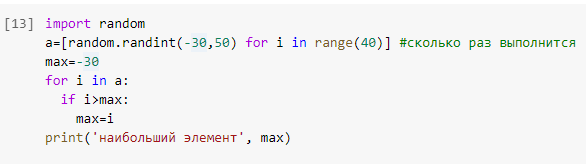 [13] import random
a=[random.randint(-30,50) for i in range(40)] #сколько раз выполнится
max=-30
for i in a:
  if i>max:
    max=i
print('наибольший элемент', max)